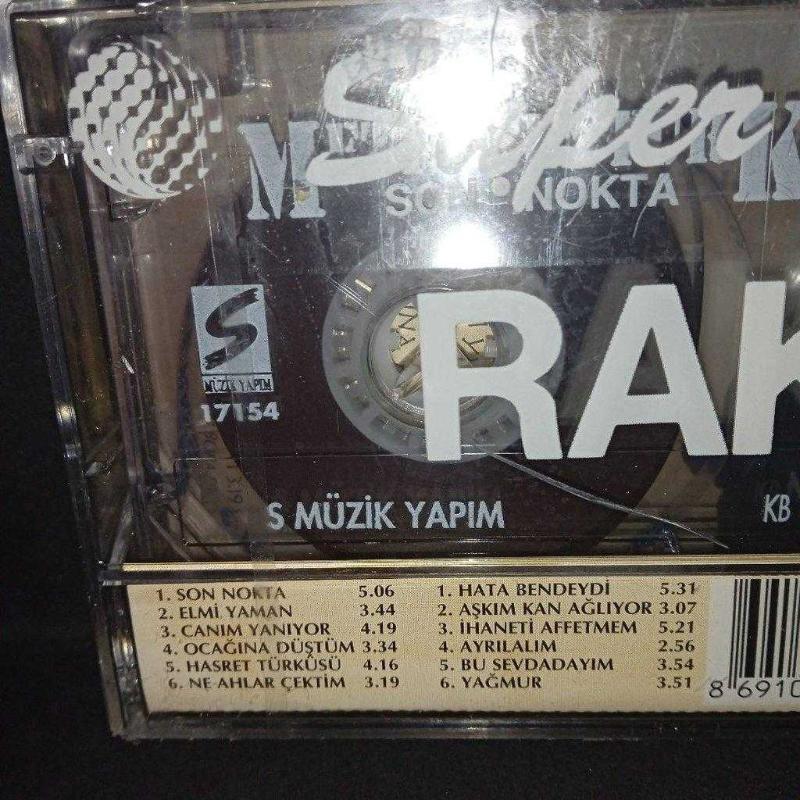 Super
SON NOKTA
RAK
S
MÜZİK YAPIM
17154
S MÜZİK YAPIM
KB
1. SON NOKTA 5.06
2. ELMİ YAMAN 3.44
3. CANIM YANIYOR 4.19
4. OCAĞINA DÜŞTÜM 3.34
5. HASRET TÜRKÜSÜ 4.16
6. NE AHLAR ÇEKTİM 3.19
1. HATA BENDEYDİ 5.31
2. AŞKIM KAN AĞLIYOR 3.07
3. İHANETİ AFFETMEM 5.21
4. AYRILALIM 2.56
5. BU SEVDADAYIM 3.54
6. YAĞMUR 3.51
8 6910